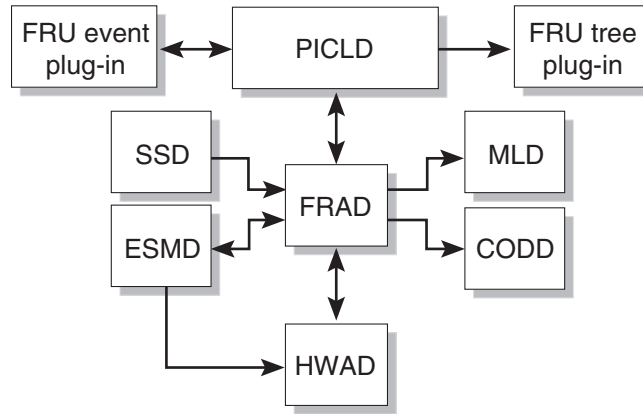 FRU event
plug-in
PICLD
FRU tree
plug-in
SSD
MLD
FRAD
ESMD
CODD
HWAD